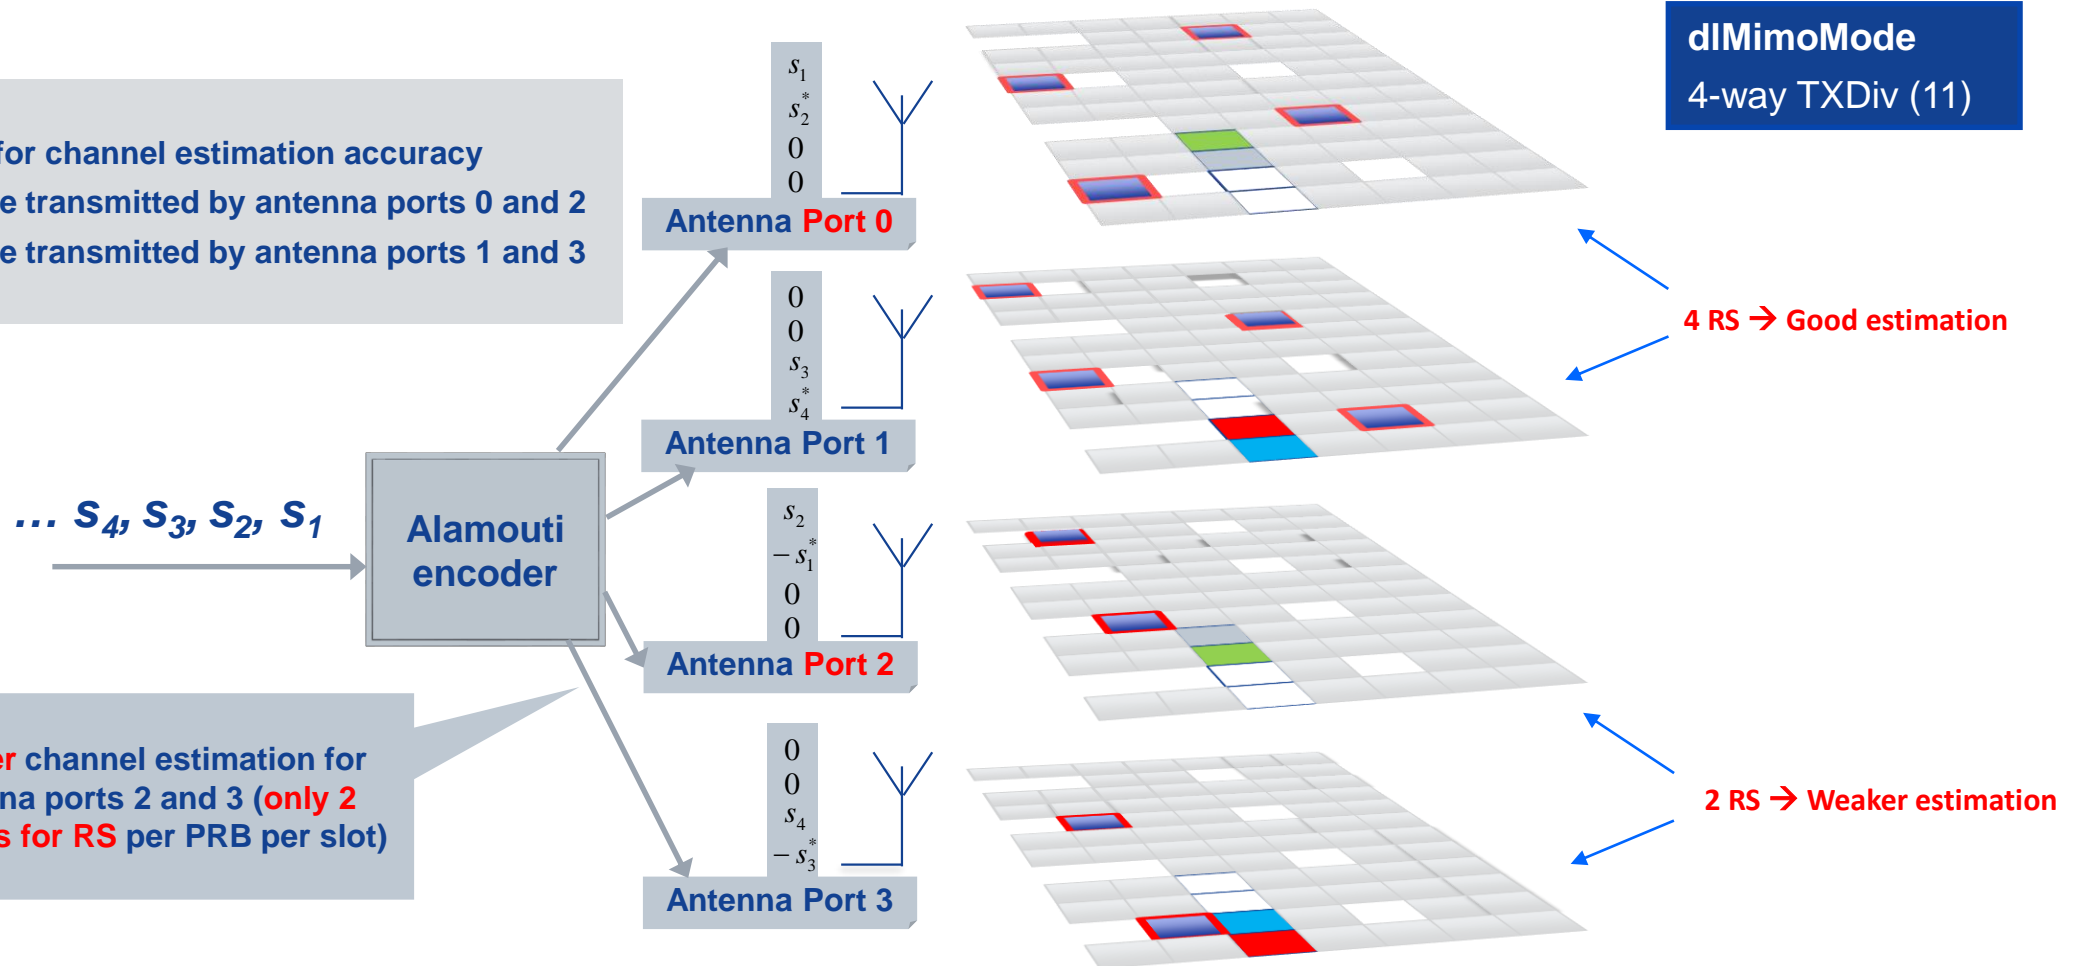 dlMimoMode
4-way TXDiv (11)
for channel estimation accuracy
transmitted by antenna ports 0 and 2
transmitted by antenna ports 1 and 3
s1
s2*
0
0
Antenna Port 0
0
0
s3
s4*
Antenna Port 1
4 RS → Good estimation
... s4, s3, s2, s1
Alamouti
encoder
s2
−s1*
0
0
Antenna Port 2
channel estimation for
ports 2 and 3 (only 2
for RS per PRB per slot)
0
0
s4
−s3*
Antenna Port 3
2 RS → Weaker estimation